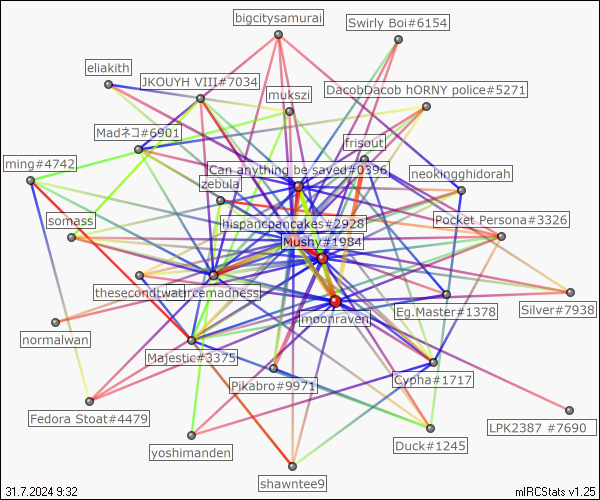 bigcitysamurai
Swirly Boi#6154
eliakith
JKOUYH VIII#7034
mukszi
DacobDacob hORNY police#5271
Madネコ#6901
frisout
ming#4742
Can anything be saved#0396
neokingghidorah
zebula
somass
hispancpancakes#2928
Pocket Persona#3326
Mushy#1984
thesecondwat
rcemadness
Silver#7938
Eg.Master#1378
moonraven
normalwan
Majestic#3375
Pikabro#9971
Cypha#1717
Fedora Stoat#4479
LPK2387 #7690
Duck#1245
yoshimanden
shawntee9
31.7.2024 9:32
mIRCStats v1.25